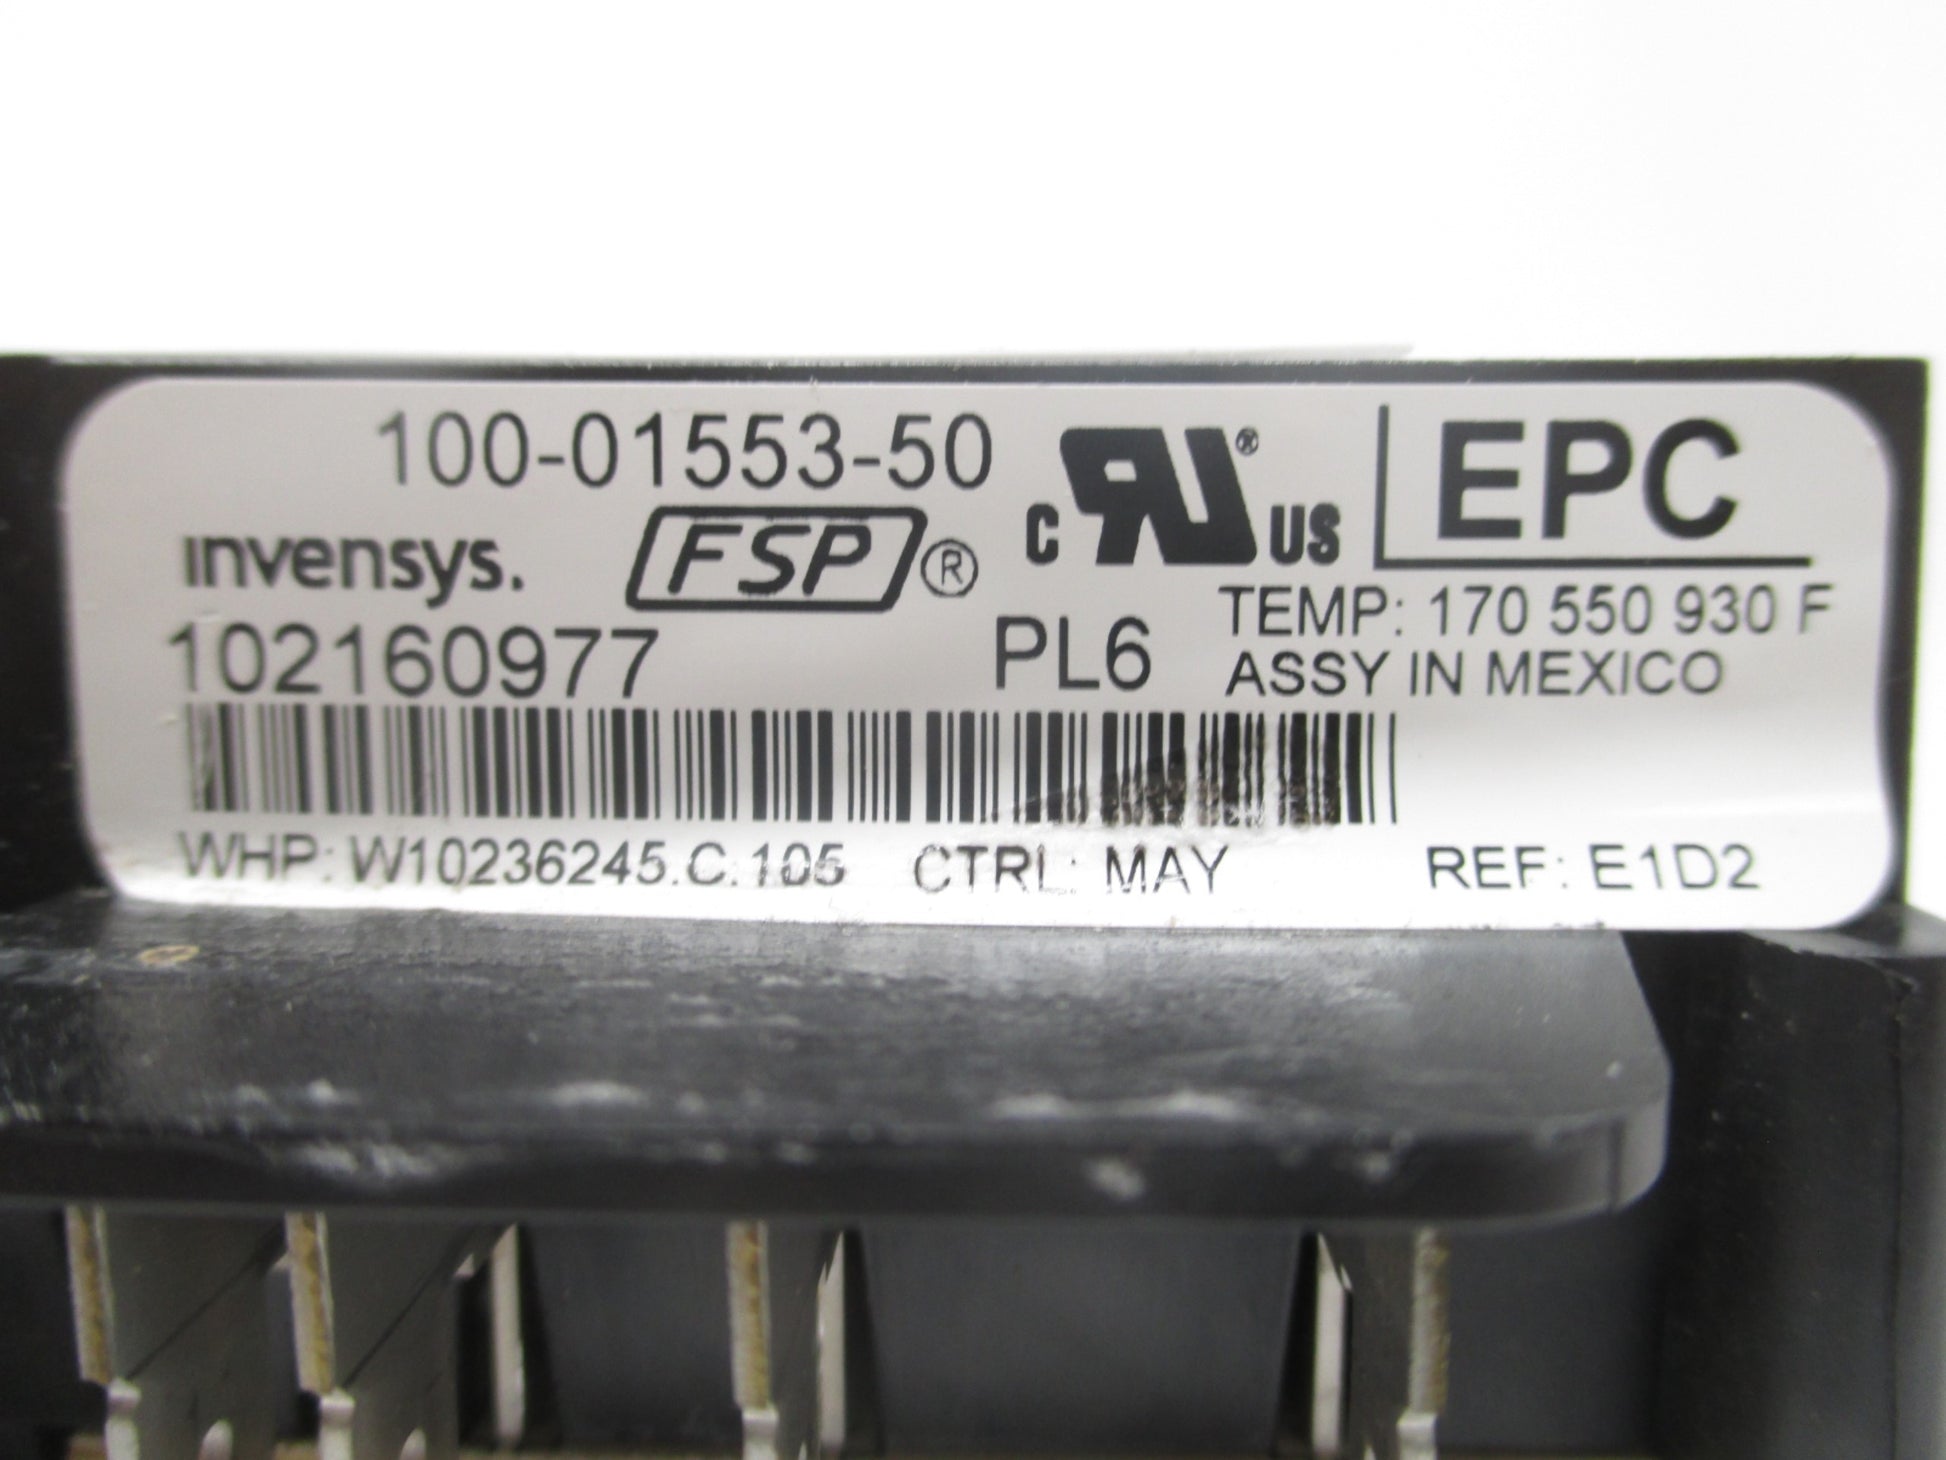 100-01553-50
invensys. FSP® c RU® US EPC
TEMP: 170 550 930 F
102160977 PL6 ASSY IN MEXICO
WHP: W10236245.C.105 CTRL: MAY REF: E1D2